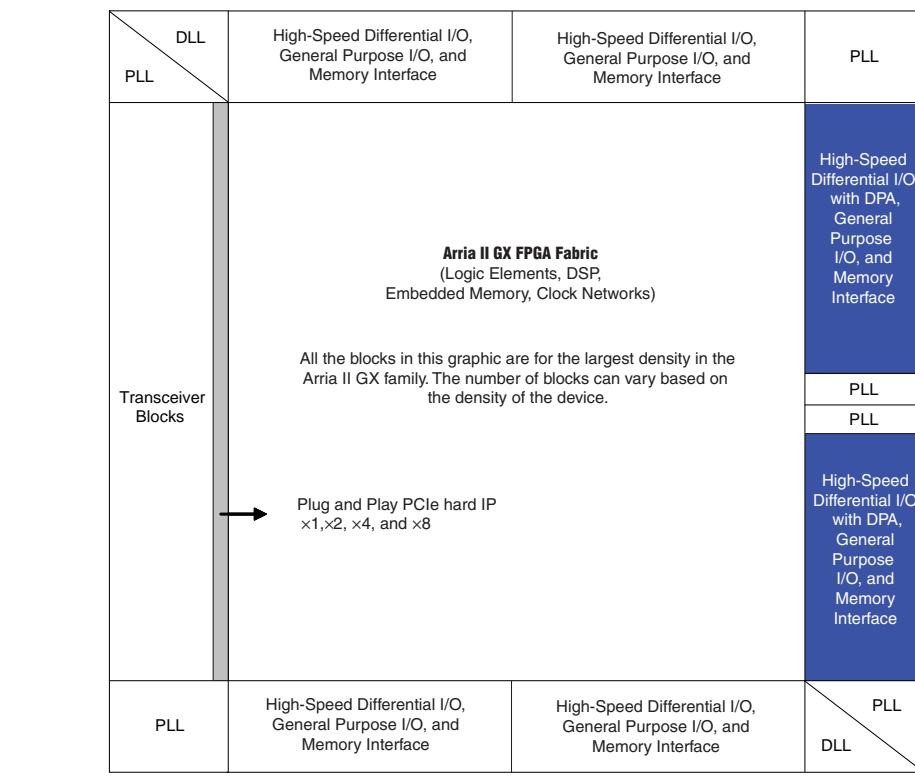 DLL
PLL
High-Speed Differential I/O,
General Purpose I/O, and
Memory Interface
High-Speed Differential I/O,
General Purpose I/O, and
Memory Interface
PLL
Transceiver
Blocks
Arria II GX FPGA Fabric
(Logic Elements, DSP,
Embedded Memory, Clock Networks)
All the blocks in this graphic are for the largest density in the
Arria II GX family. The number of blocks can vary based on
the density of the device.
Plug and Play PCIe hard IP
×1,×2, ×4, and ×8
High-Speed
Differential I/O
with DPA,
General
Purpose
I/O, and
Memory
Interface
PLL
PLL
High-Speed
Differential I/O
with DPA,
General
Purpose
I/O, and
Memory
Interface
PLL
High-Speed Differential I/O,
General Purpose I/O, and
Memory Interface
High-Speed Differential I/O,
General Purpose I/O, and
Memory Interface
PLL
DLL